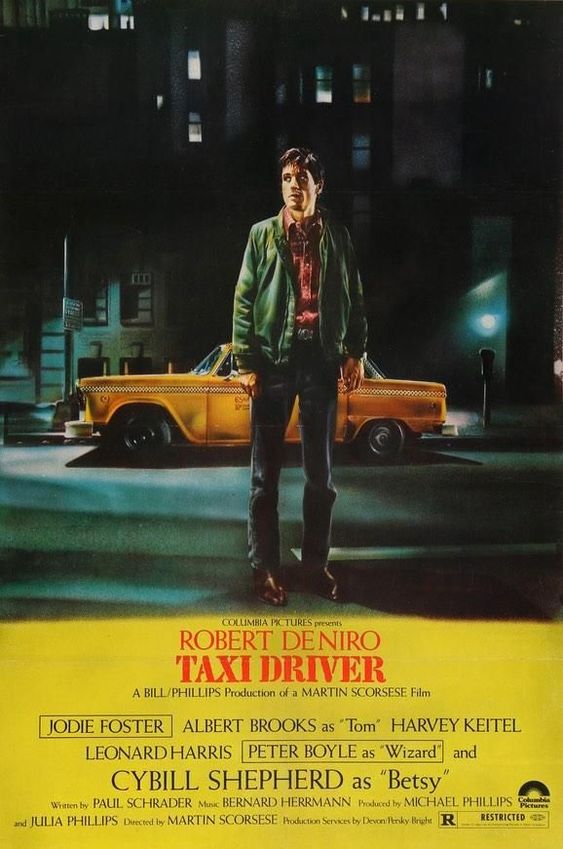 COLUMBIA PICTURES presents
ROBERT DE NIRO
TAXI DRIVER
A BILL/PHILLIPS Production of a MARTIN SCORSESE Film
JODIE FOSTER ALBERT BROOKS as "Tom" HARVEY KEITEL
LEONARD HARRIS PETER BOYLE as "Wizard" and
CYBILL SHEPHERD as "Betsy"
Written by PAUL SCHRADER Music BERNARD HERRMANN Produced by MICHAEL PHILLIPS
and JULIA PHILLIPS Directed by MARTIN SCORSESE Production Services by Devon/Persky-Bright
Columbia
Pictures
R RESTRICTED